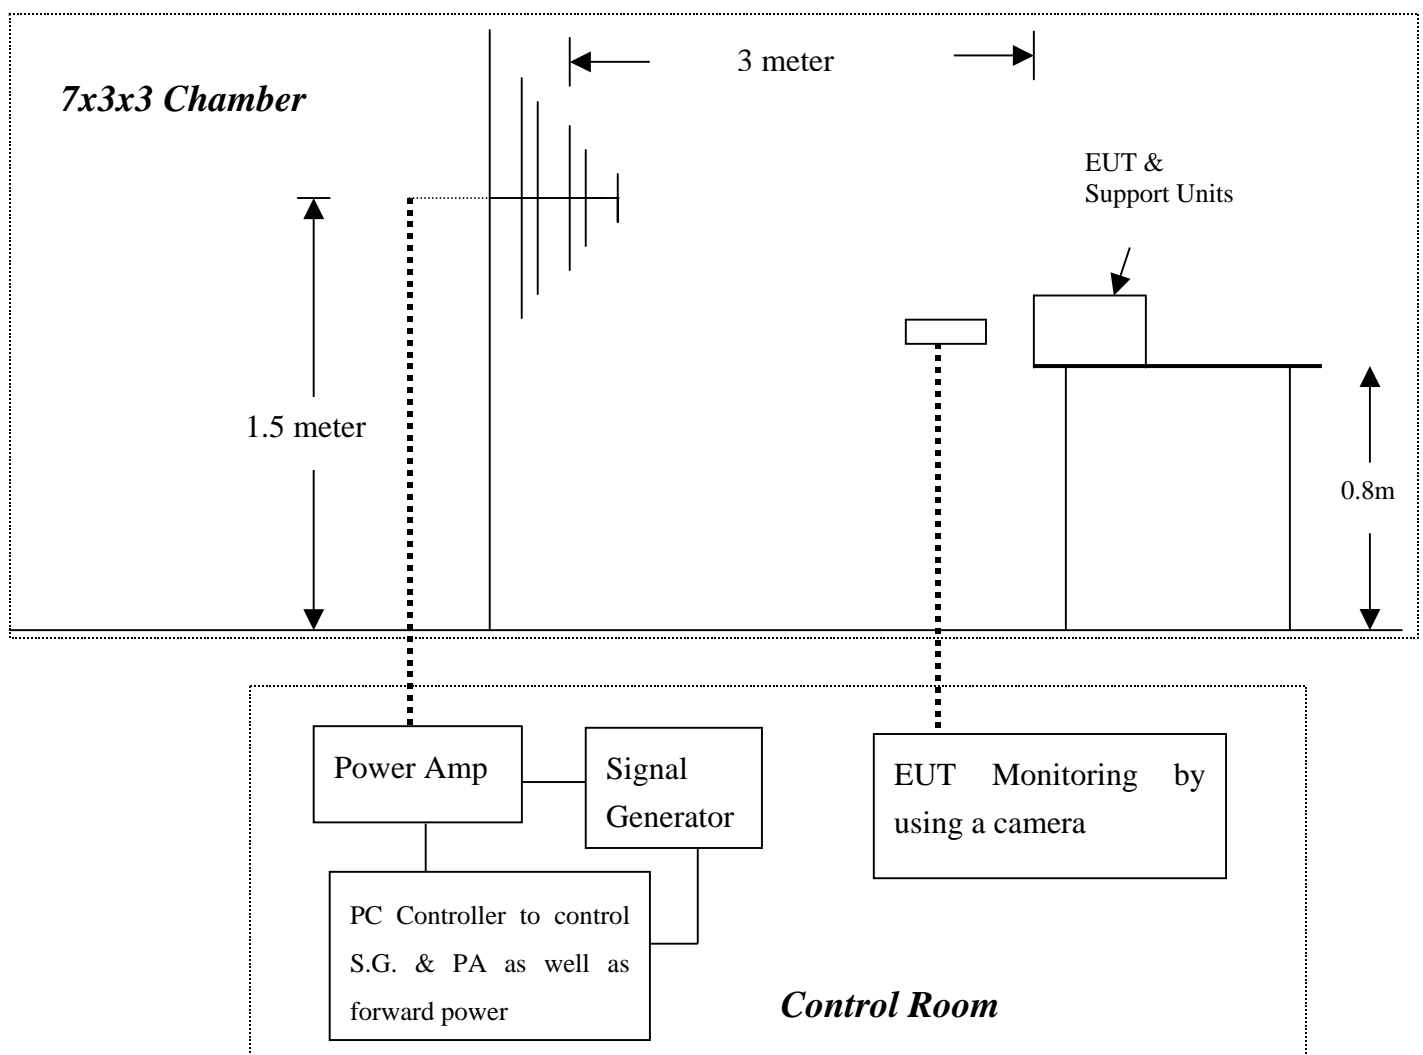 3 meter
7x3x3 Chamber
EUT &
Support Units
1.5 meter
0.8m
Power Amp
Signal
Generator
EUT Monitoring by
using a camera
PC Controller to control
S.G. & PA as well as
forward power
Control Room